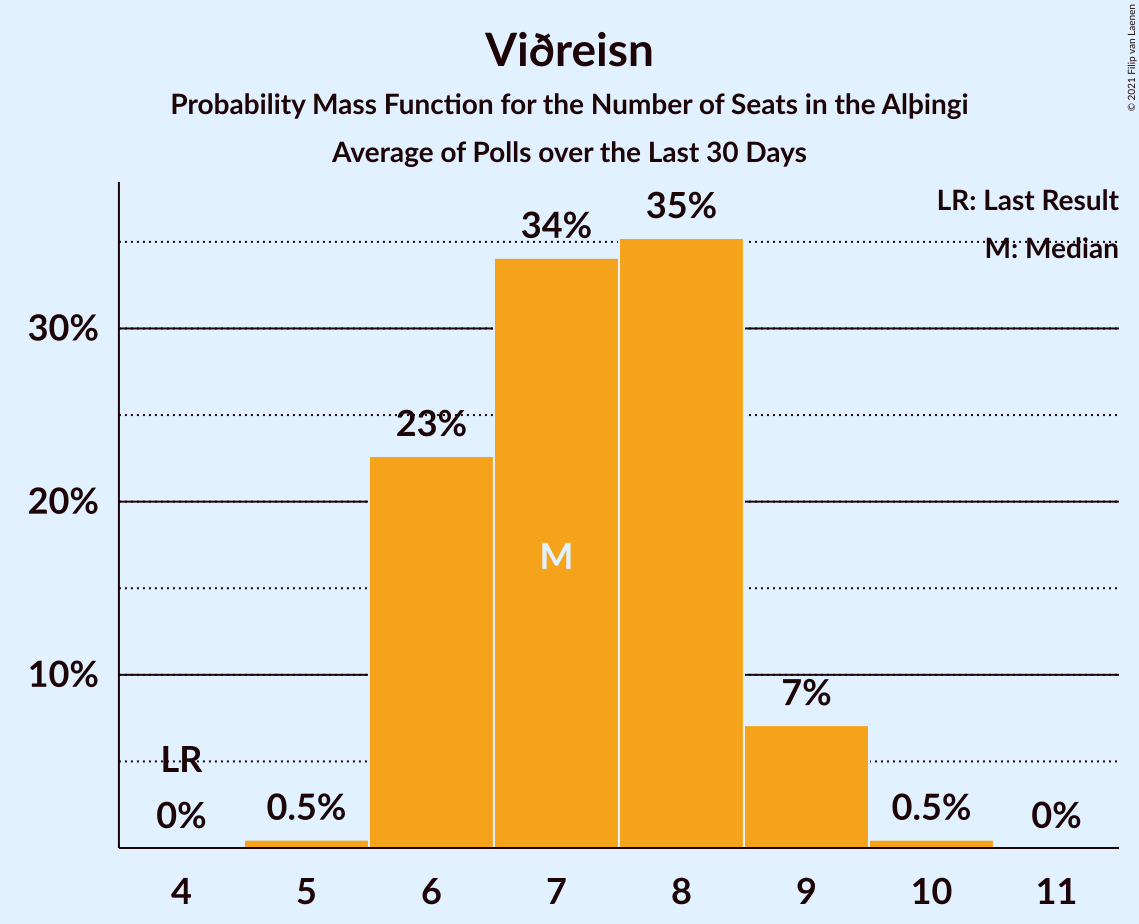 Viðreisn
Probability Mass Function for the Number of Seats in the Alþingi
Average of Polls over the Last 30 Days
© 2021 Filip van Laenen
LR: Last Result
M: Median
35%
34%
30%
23%
20%
M
10%
7%
LR
0%
0.5%
0.5%
0%
4 5 6 7 8 9 10 11